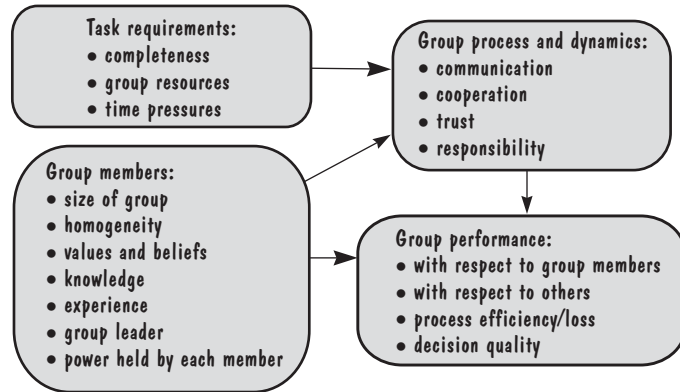 Task requirements:
• completeness
• group resources
• time pressures
Group process and dynamics:
• communication
• cooperation
• trust
• responsibility
Group members:
• size of group
• homogeneity
• values and beliefs
• knowledge
• experience
• group leader
• power held by each member
Group performance:
• with respect to group members
• with respect to others
• process efficiency/loss
• decision quality